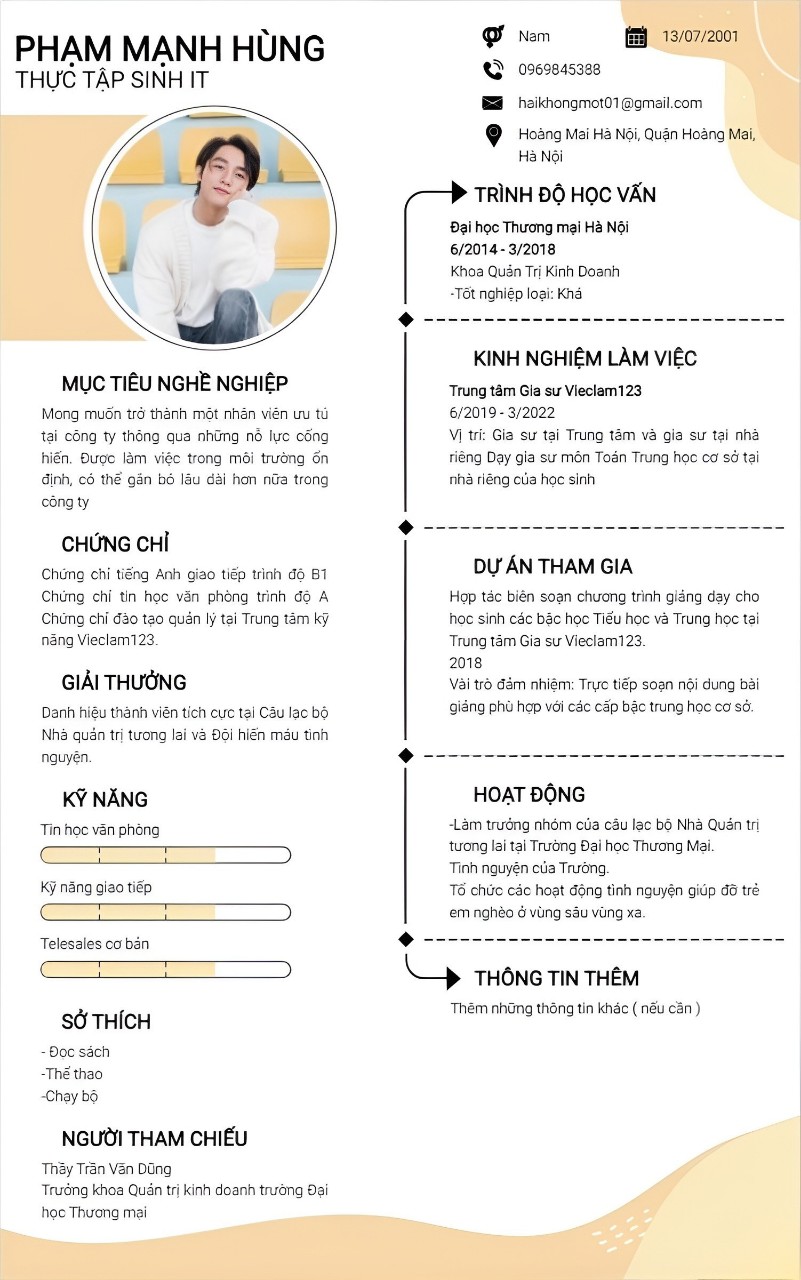 PHẠM MẠNH HÙNG
THỰC TẬP SINH IT
Nam
13/07/2001
0969845388
haikhongmot01@gmail.com
Hoàng Mai Hà Nội, Quận Hoàng Mai,
Hà Nội
MỤC TIÊU NGHỀ NGHIỆP
Mong muốn trở thành một nhân viên ưu tú
tại công ty thông qua những nỗ lực cống
hiến. Được làm việc trong môi trường ổn
định, có thể gắn bó lâu dài hơn nữa trong
công ty
CHỨNG CHỈ
Chứng chỉ tiếng Anh giao tiếp trình độ B1
Chứng chỉ tin học văn phòng trình độ A
Chứng chỉ đào tạo quản lý tại Trung tâm kỹ
năng Vieclam123.
GIẢI THƯỞNG
Danh hiệu thành viên tích cực tại Câu lạc bộ
Nhà quản trị tương lai và Đội hiến máu tình
nguyện.
KỸ NĂNG
Tin học văn phòng
Kỹ năng giao tiếp
Telesales cơ bản
SỞ THÍCH
- Đọc sách
-Thể thao
-Chạy bộ
NGƯỜI THAM CHIẾU
Thầy Trần Văn Dũng
Trưởng khoa Quản trị kinh doanh trường Đại
học Thương mại
TRÌNH ĐỘ HỌC VẤN
Đại học Thương mại Hà Nội
6/2014 - 3/2018
Khoa Quản Trị Kinh Doanh
-Tốt nghiệp loại: Khá
KINH NGHIỆM LÀM VIỆC
Trung tâm Gia sư Vieclam123
6/2019 - 3/2022
Vị trí: Gia sư tại Trung tâm và gia sư tại nhà
riêng Dạy gia sư môn Toán Trung học cơ sở tại
nhà riêng của học sinh
DỰ ÁN THAM GIA
Hợp tác biên soạn chương trình giảng dạy cho
học sinh các bậc học Tiểu học và Trung học tại
Trung tâm Gia sư Vieclam123.
2018
Vài trò đảm nhiệm: Trực tiếp soạn nội dung bài
giảng phù hợp với các cấp bậc trung học cơ sở.
HOẠT ĐỘNG
-Làm trưởng nhóm của câu lạc bộ Nhà Quản trị
tương lai tại Trường Đại học Thương Mại.
Tình nguyện của Trường.
Tổ chức các hoạt động tình nguyện giúp đỡ trẻ
em nghèo ở vùng sâu vùng xa.
THÔNG TIN THÊM
Thêm những thông tin khác ( nếu cần )